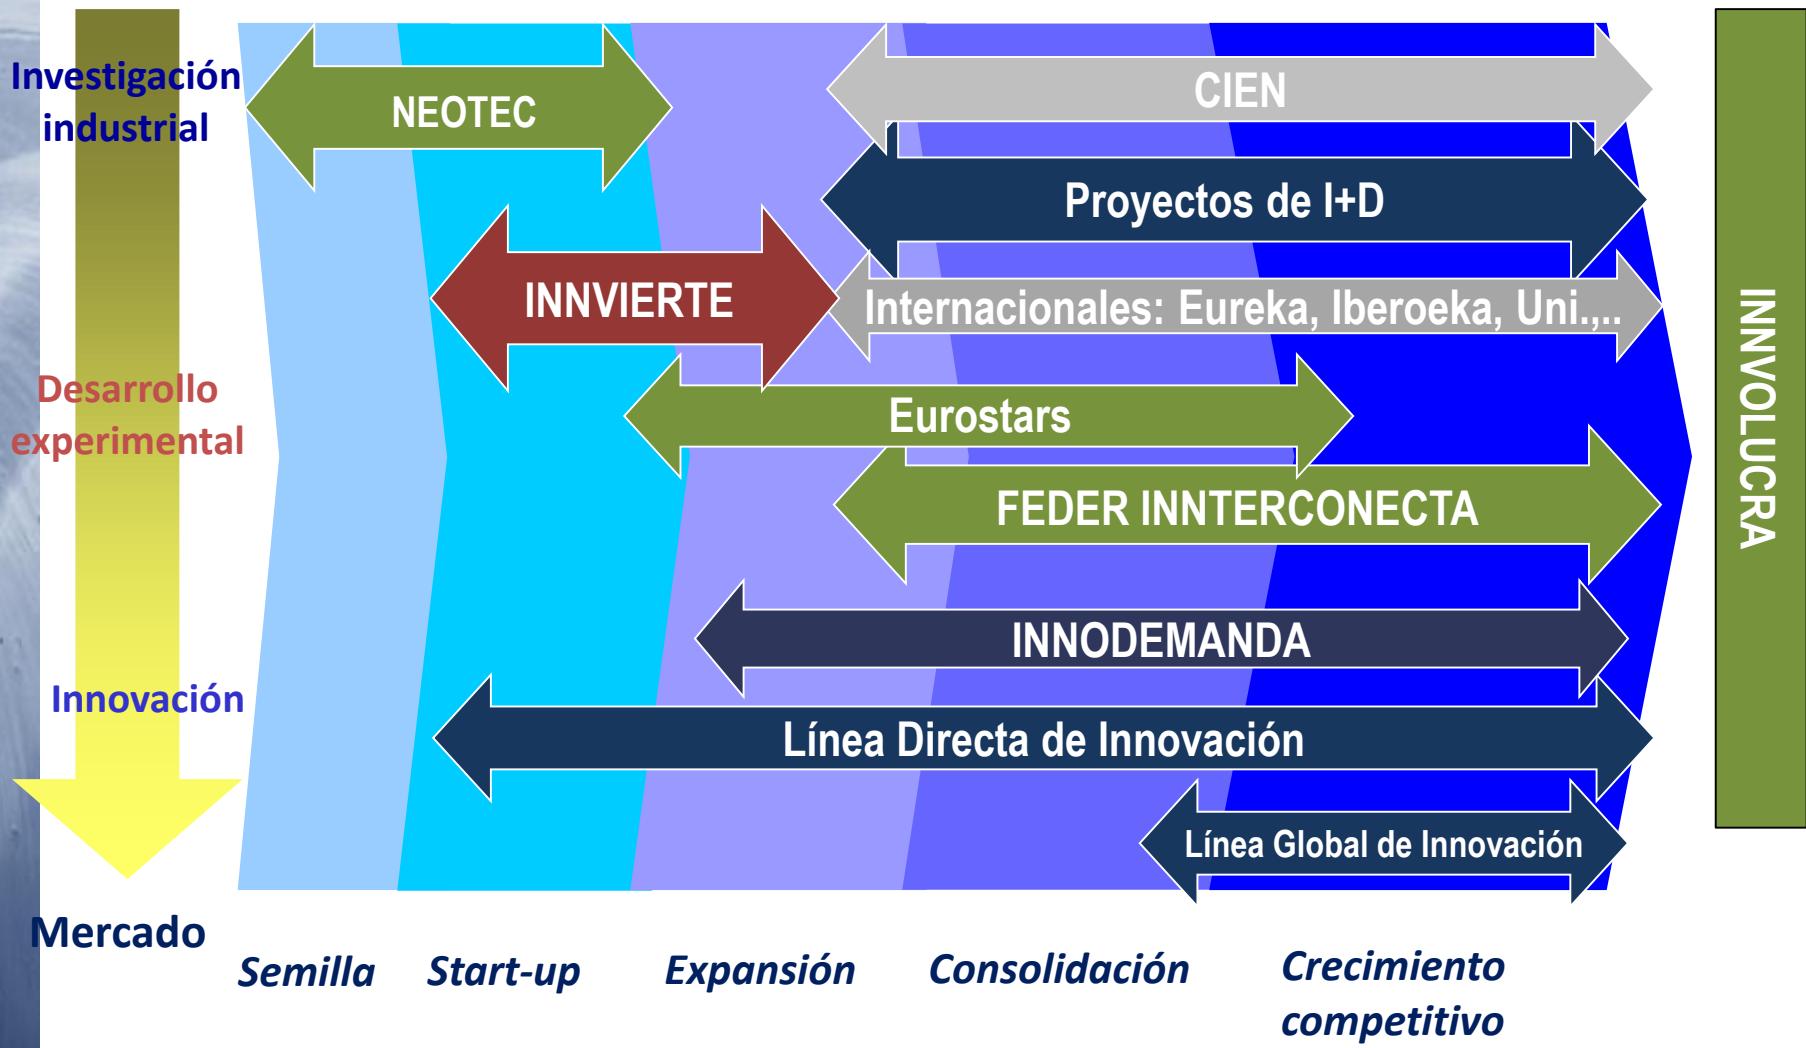 Investigación
industrial
NEOTEC
CIEN
Proyectos de I+D
INNVIERTE
Internacionales: Eureka, Iberoeka, Uni.,..
Desarrollo
experimental
Eurostars
FEDER INNTERCONECTA
INNODEMANDA
Innovación
Línea Directa de Innovación
Línea Global de Innovación
INNVOLUCRA
Mercado
Semilla
Start-up
Expansión
Consolidación
Crecimiento
competitivo